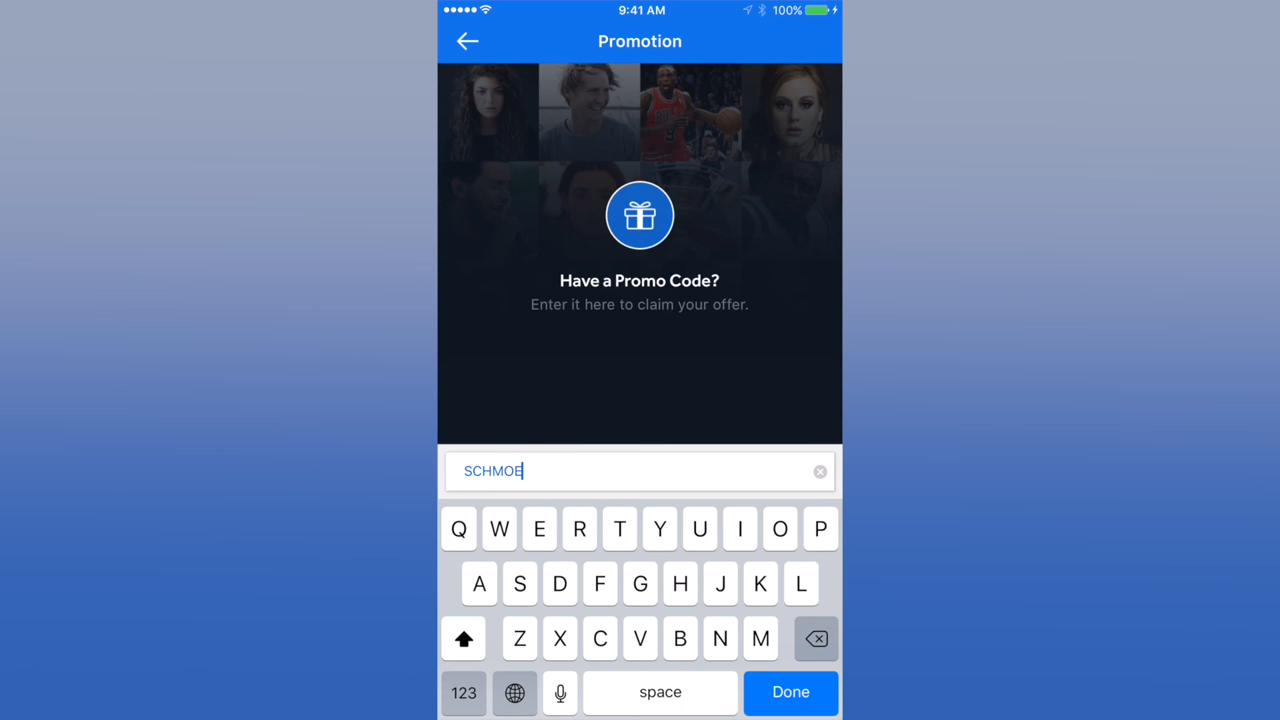 9:41 AM
100%
Promotion
Have a Promo Code?
Enter it here to claim your offer.
SCHMOE
Q W E R T Y U I O P
A S D F G H J K L
Z X C V B N M
123 space Done